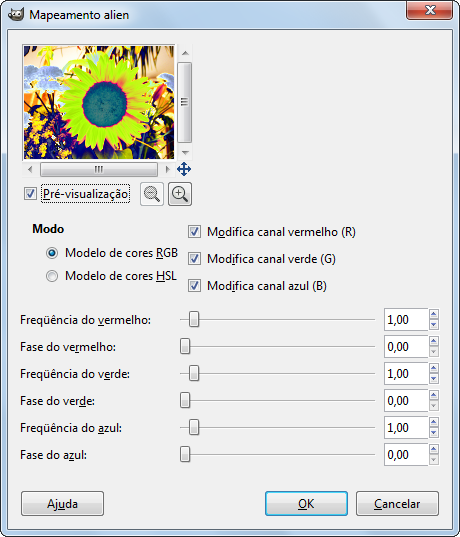 Mapeamento alien
Pré-visualização
Modo
Modelo de cores RGB
Modelo de cores HSL
Modifica canal vermelho (R)
Modifica canal verde (G)
Modifica canal azul (B)
Freqüência do vermelho: 1,00
Fase do vermelho: 0,00
Freqüência do verde: 1,00
Fase do verde: 0,00
Freqüência do azul: 1,00
Fase do azul: 0,00
Ajuda OK Cancelar